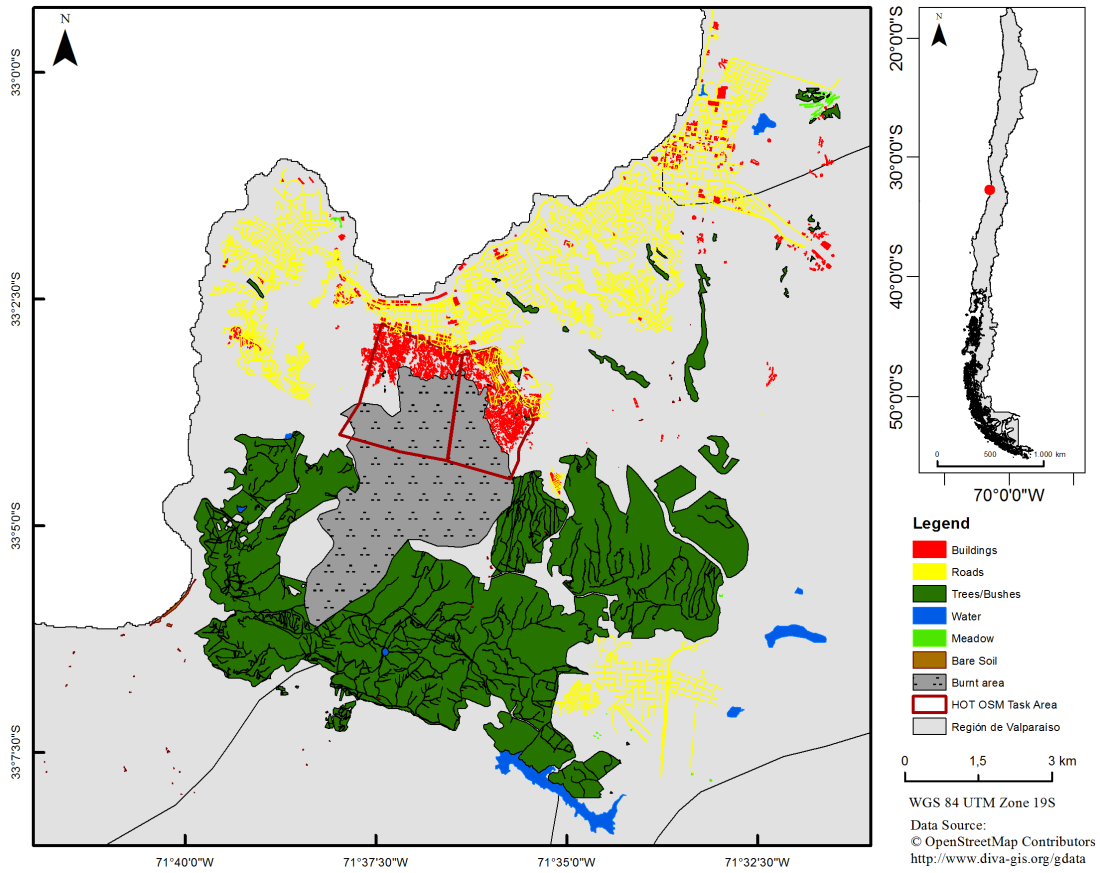 N
33°0'0"S
33°2'30"S
33°5'0"S
33°7'30"S
71°40'0"W
71°37'30"W
71°35'0"W
71°32'30"W
N
20°0'0"S
30°0'0"S
40°0'0"S
50°0'0"S
0 500 1.000 km
70°0'0"W
Legend
Buildings
Roads
Trees/Bushes
Water
Meadow
Bare Soil
Burnt area
HOT OSM Task Area
Región de Valparaíso
0 1,5 3 km
WGS 84 UTM Zone 19S
Data Source:
© OpenStreetMap Contributors
http://www.diva-gis.org/gdata